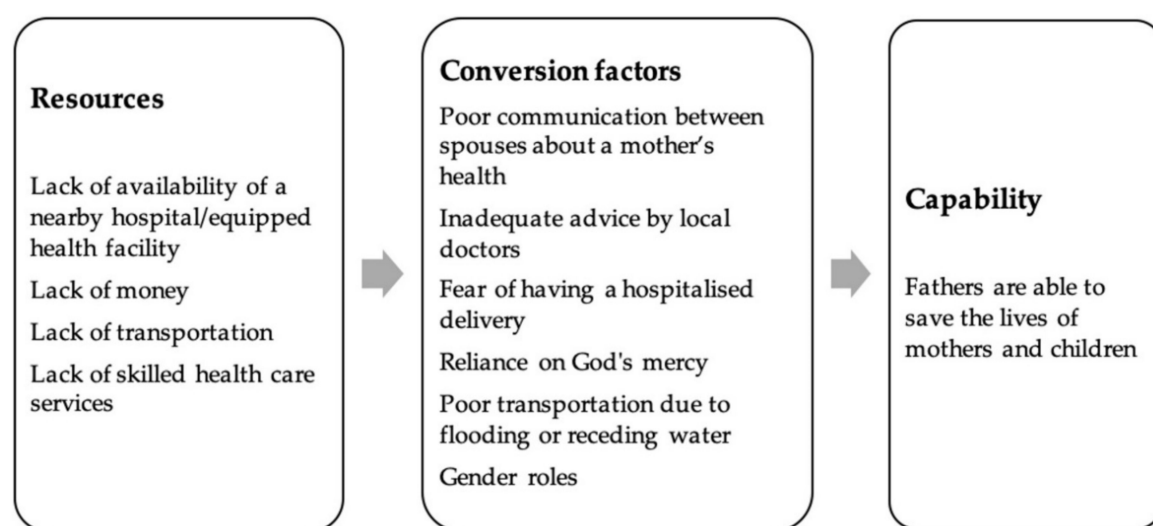 Resources
Lack of availability of a
nearby hospital/equipped
health facility
Lack of money
Lack of transportation
Lack of skilled health care
services
Conversion factors
Poor communication between
spouses about a mother's
health
Inadequate advice by local
doctors
Fear of having a hospitalised
delivery
Reliance on God's mercy
Poor transportation due to
flooding or receding water
Gender roles
Capability
Fathers are able to
save the lives of
mothers and children